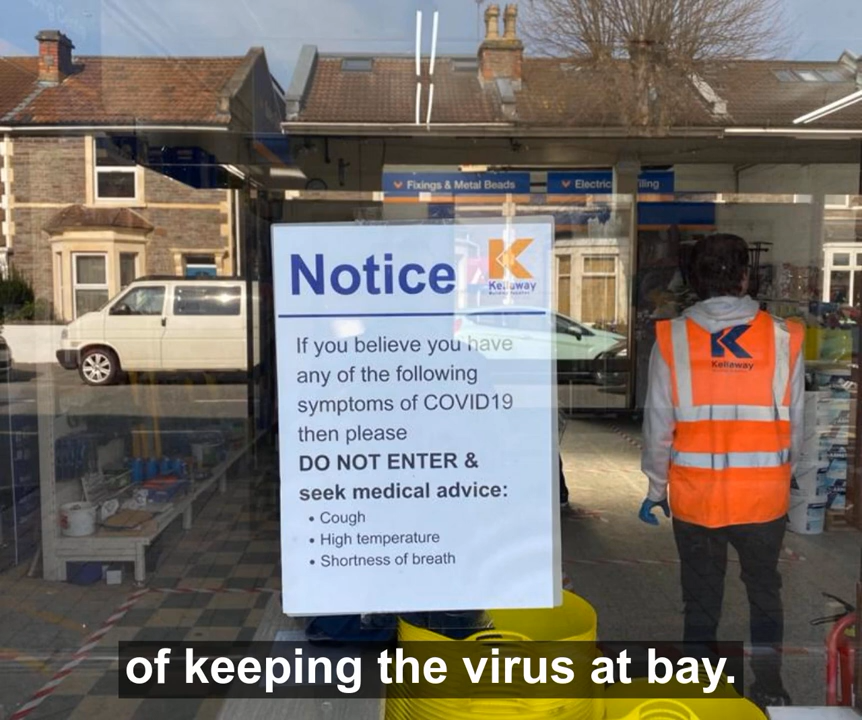 Fixings & Metal Beads
Notice
K
Kellaway
If you believe you have
any of the following
symptoms of COVID19
then please
DO NOT ENTER &
seek medical advice:
• Cough
• High temperature
• Shortness of breath
K
Kellaway
of keeping the virus at bay.